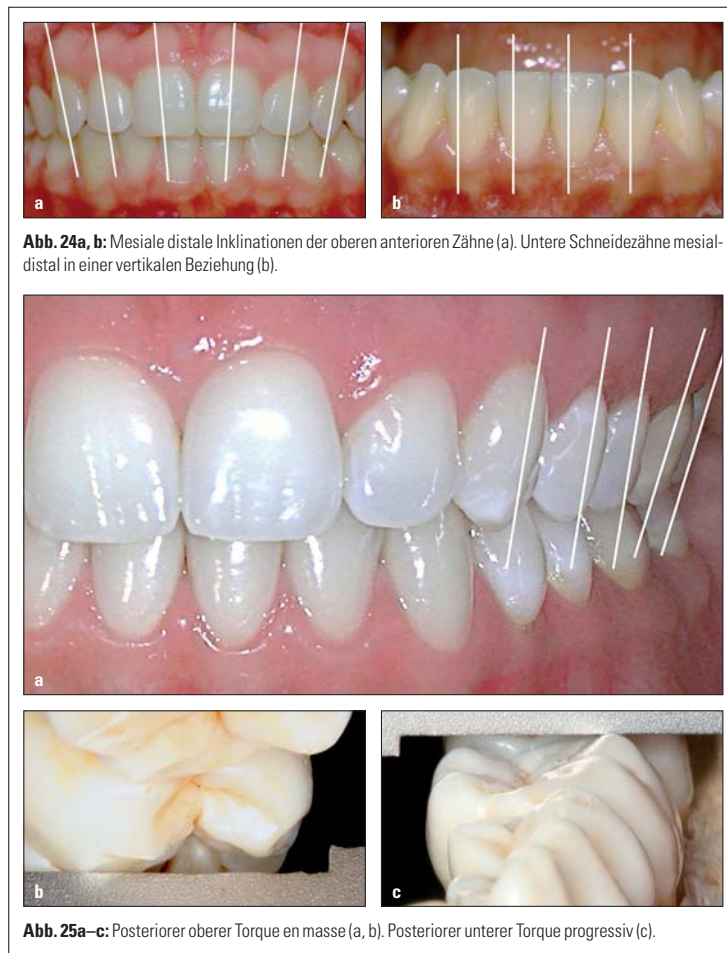 a
b
Abb. 24a, b: Mesiale distale Inklinationen der oberen anterioren Zähne (a). Untere Schneidezähne mesial-
distal in einer vertikalen Beziehung (b).
a
b
c
Abb. 25a–c: Posteriorer oberer Torque en masse (a, b). Posteriorer unterer Torque progressiv (c).